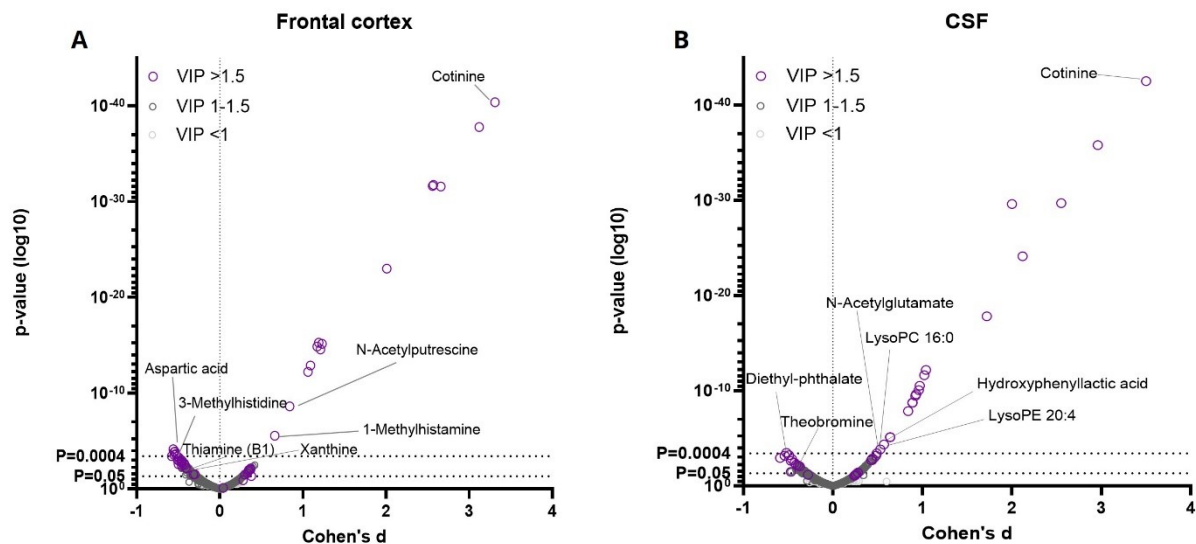 Frontal cortex
A
VIP >1.5
VIP 1-1.5
VIP <1
Cotinine
N-Acetylputrescine
1-Methylhistamine
Aspartic acid
3-Methylhistidine
Thiamine (B1)
Xanthine
p-value (log10)
10-40
10-30
10-20
10-10
P=0.0004
P=0.05
100
-1
0
1
2
3
4
Cohen's d
CSF
B
VIP >1.5
VIP 1-1.5
VIP <1
Cotinine
N-Acetylglutamate
LysoPC 16:0
Diethyl-phthalate
Hydroxyphenyllactic acid
LysoPE 20:4
Theobromine
p-value (log10)
10-40
10-30
10-20
10-10
P=0.0004
P=0.05
100
-1
0
1
2
3
4
Cohen's d